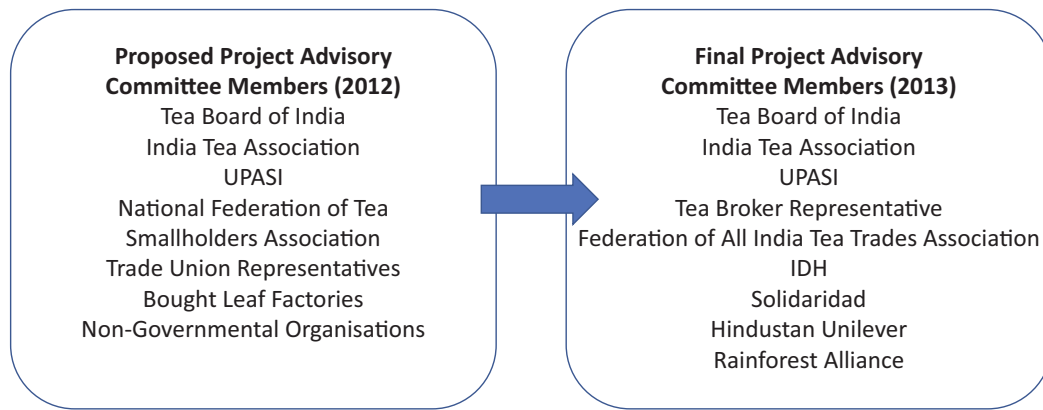 Proposed Project Advisory
Committee Members (2012)
Tea Board of India
India Tea Association
UPASI
National Federation of Tea
Smallholders Association
Trade Union Representatives
Bought Leaf Factories
Non-Governmental Organisations
Final Project Advisory
Committee Members (2013)
Tea Board of India
India Tea Association
UPASI
Tea Broker Representative
Federation of All India Tea Trades Association
IDH
Solidaridad
Hindustan Unilever
Rainforest Alliance